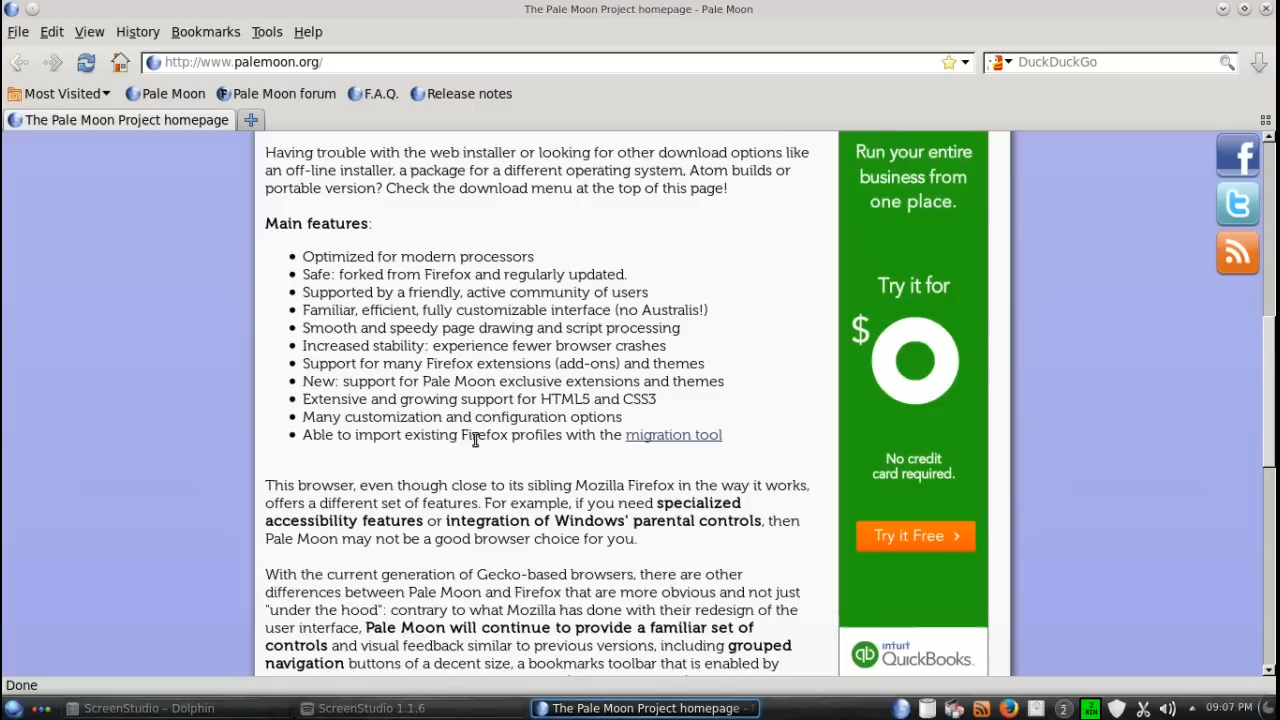 The Pale Moon Project homepage - Pale Moon
File Edit View History Bookmarks Tools Help
http://www.palemoon.org/
DuckDuckGo
Most Visited Pale Moon Pale Moon forum F.A.Q. Release notes
The Pale Moon Project homepage
Having trouble with the web installer or looking for other download options like
an off-line installer, a package for a different operating system, Atom builds or
portable version? Check the download menu at the top of this page!
Main features:
Optimized for modern processors
Safe: forked from Firefox and regularly updated.
Supported by a friendly, active community of users
Familiar, efficient, fully customizable interface (no Australis!)
Smooth and speedy page drawing and script processing
Increased stability: experience fewer browser crashes
Support for many Firefox extensions (add-ons) and themes
New: support for Pale Moon exclusive extensions and themes
Extensive and growing support for HTML5 and CSS3
Many customization and configuration options
Able to import existing Firefox profiles with the migration tool
This browser, even though close to its sibling Mozilla Firefox in the way it works,
offers a different set of features. For example, if you need specialized
accessibility features or integration of Windows' parental controls, then
Pale Moon may not be a good browser choice for you.
With the current generation of Gecko-based browsers, there are other
differences between Pale Moon and Firefox that are more obvious and not just
"under the hood": contrary to what Mozilla has done with their redesign of the
user interface, Pale Moon will continue to provide a familiar set of
controls and visual feedback similar to previous versions, including grouped
navigation buttons of a decent size, a bookmarks toolbar that is enabled by
Run your entire
business from
one place.
Try it for
$0
No credit
card required.
Try it Free >
qb intuit
QuickBooks.
Done
ScreenStudio – Dolphin
ScreenStudio 1.1.6
The Pale Moon Project homepage -
2
09:07 PM